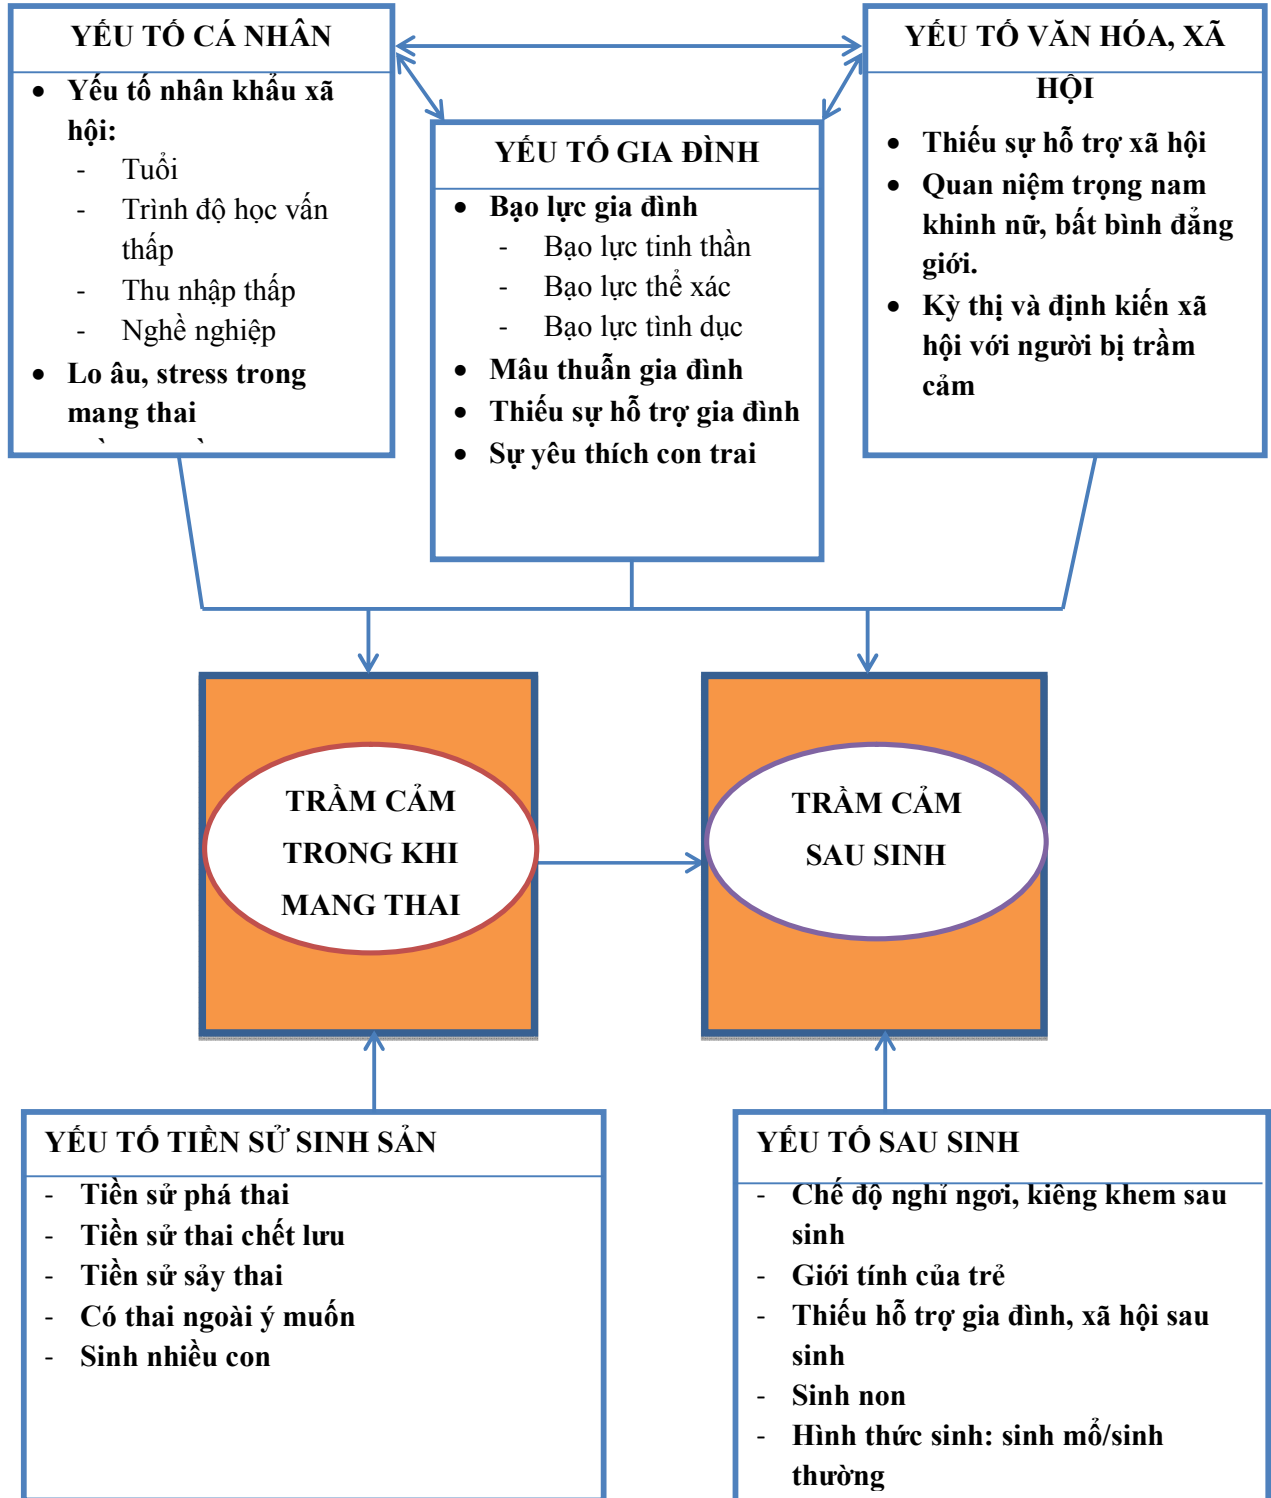 YẾU TỐ CÁ NHÂN
• Yếu tố nhân khẩu xã
hội:
- Tuổi
- Trình độ học vấn
thấp
- Thu nhập thấp
- Nghề nghiệp
• Lo âu, stress trong
mang thai
YẾU TỐ GIA ĐÌNH
• Bạo lực gia đình
- Bạo lực tinh thần
- Bạo lực thể xác
- Bạo lực tình dục
• Mâu thuẫn gia đình
• Thiếu sự hỗ trợ gia đình
• Sự yêu thích con trai
YẾU TỐ VĂN HÓA, XÃ
HỘI
• Thiếu sự hỗ trợ xã hội
• Quan niệm trọng nam
khinh nữ, bất bình đẳng
giới.
• Kỳ thị và định kiến xã
hội với người bị trầm
cảm
TRẦM CẢM
TRONG KHI
MANG THAI
TRẦM CẢM
SAU SINH
YẾU TỐ TIỀN SỬ SINH SẢN
- Tiền sử phá thai
- Tiền sử thai chết lưu
- Tiền sử sảy thai
- Có thai ngoài ý muốn
- Sinh nhiều con
YẾU TỐ SAU SINH
- Chế độ nghỉ ngơi, kiêng khem sau
sinh
- Giới tính của trẻ
- Thiếu hỗ trợ gia đình, xã hội sau
sinh
- Sinh non
- Hình thức sinh: sinh mổ/sinh
thường